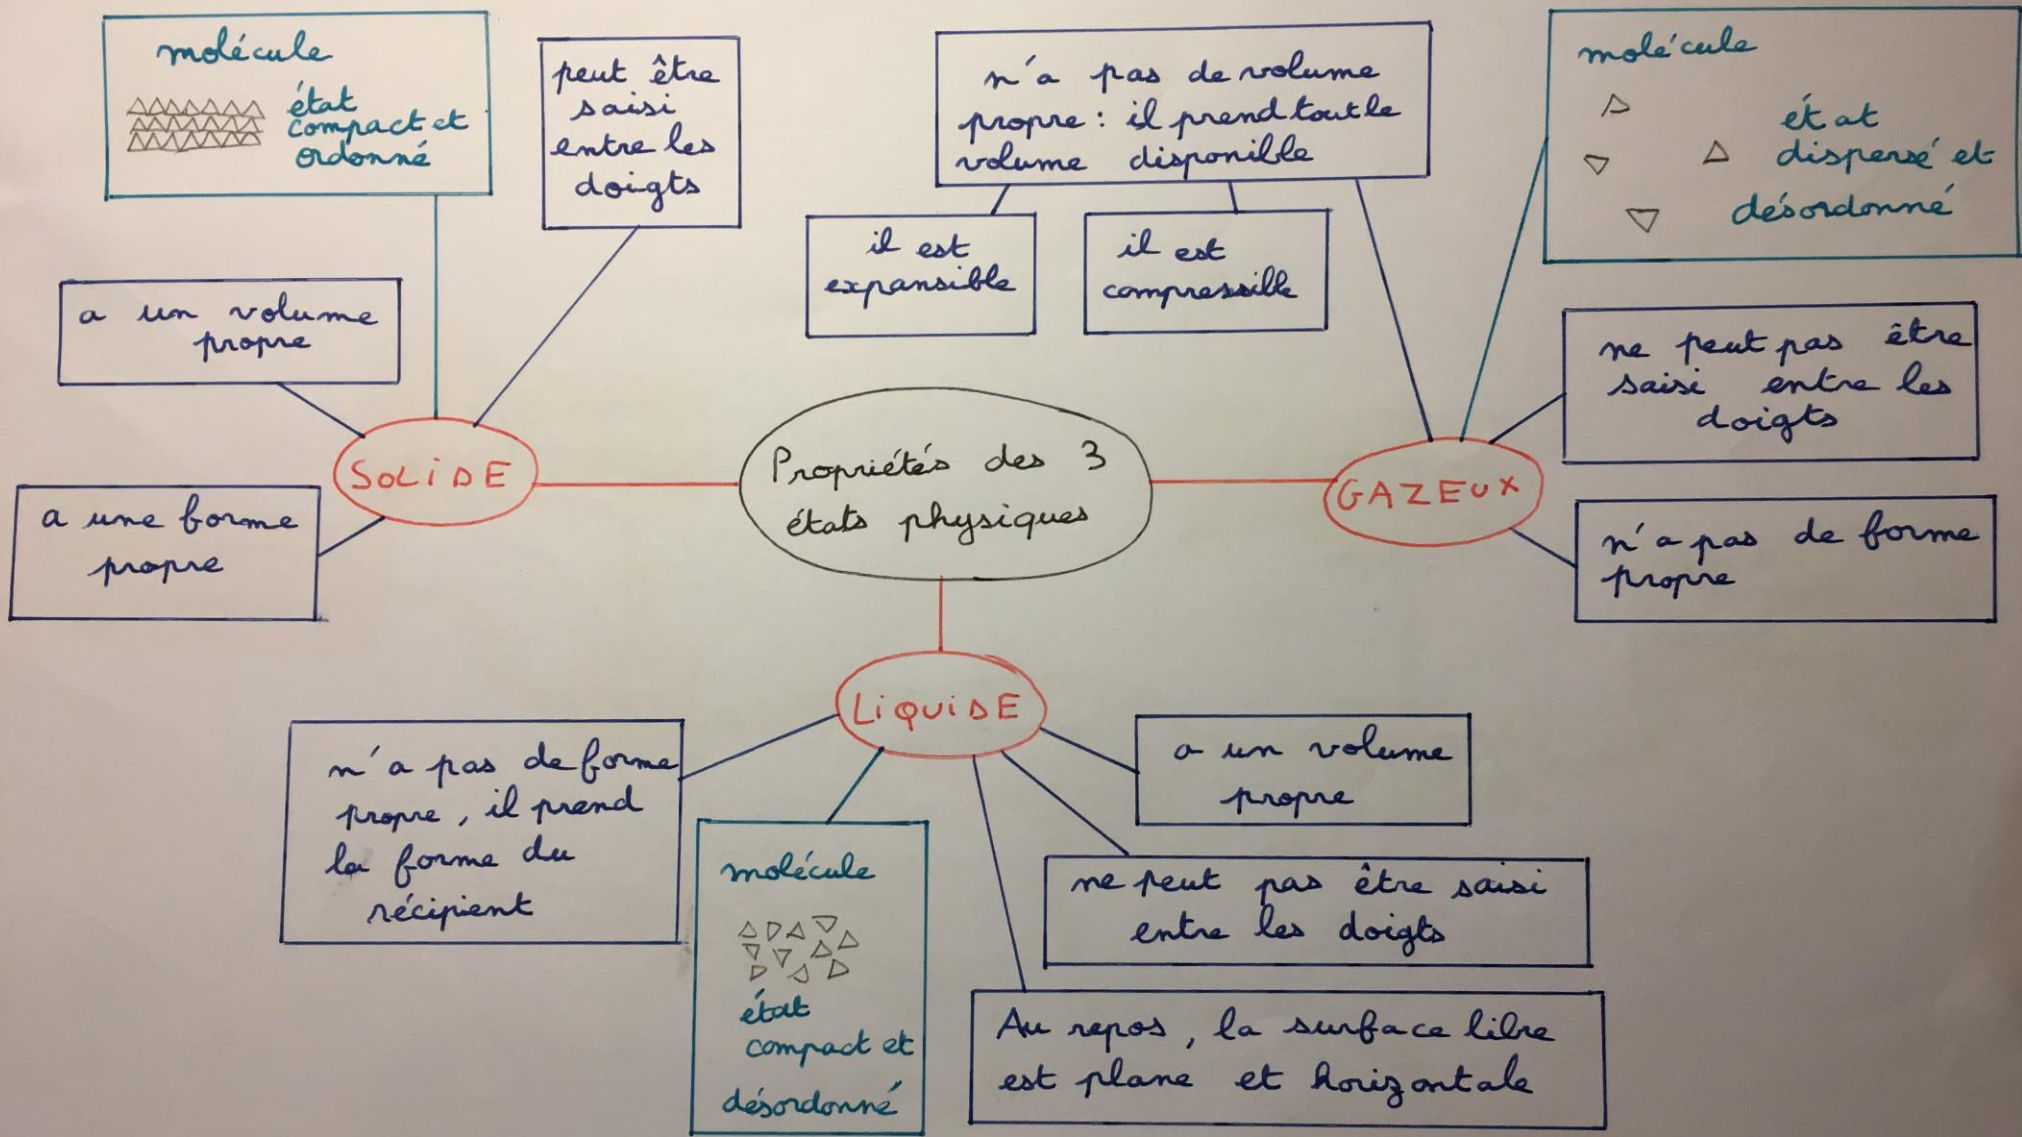 molécule
état
compact et
ordonné
peut être
saisi
entre les
doigts
n'a pas de volume
propre : il prend tout le
volume disponible
molécule
état
dispersé et
désordonné
il est
expansible
il est
compressible
a un volume
propre
ne peut pas être
saisi entre les
doigts
SOLIDE
Propriétés des 3
états physiques
GAZEUX
a une forme
propre
n'a pas de forme
propre
LIQUIDE
n'a pas de forme
propre, il prend
la forme du
récipient
a un volume
propre
molécule
état
compact et
désordonné
ne peut pas être saisi
entre les doigts
Au repos, la surface libre
est plane et horizontale